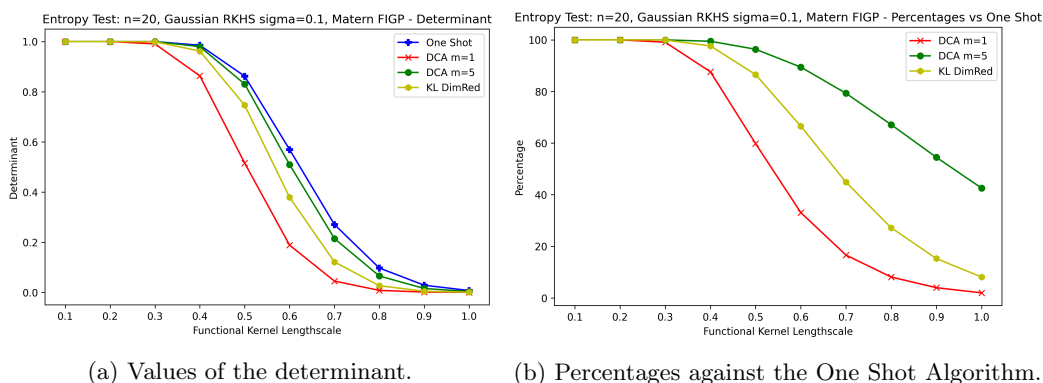 Entropy Test: n=20, Gaussian RKHS sigma=0.1, Matern FIGP - Determinant
1.0
0.8
0.6
0.4
0.2
0.0
Determinant
One Shot
DCA m=1
DCA m=5
KL DimRed
0.1 0.2 0.3 0.4 0.5 0.6 0.7 0.8 0.9 1.0
Functional Kernel Lengthscale
(a) Values of the determinant.
Entropy Test: n=20, Gaussian RKHS sigma=0.1, Matern FIGP - Percentages vs One Shot
100
80
60
40
20
0
Percentage
DCA m=1
DCA m=5
KL DimRed
0.1 0.2 0.3 0.4 0.5 0.6 0.7 0.8 0.9 1.0
Functional Kernel Lengthscale
(b) Percentages against the One Shot Algorithm.